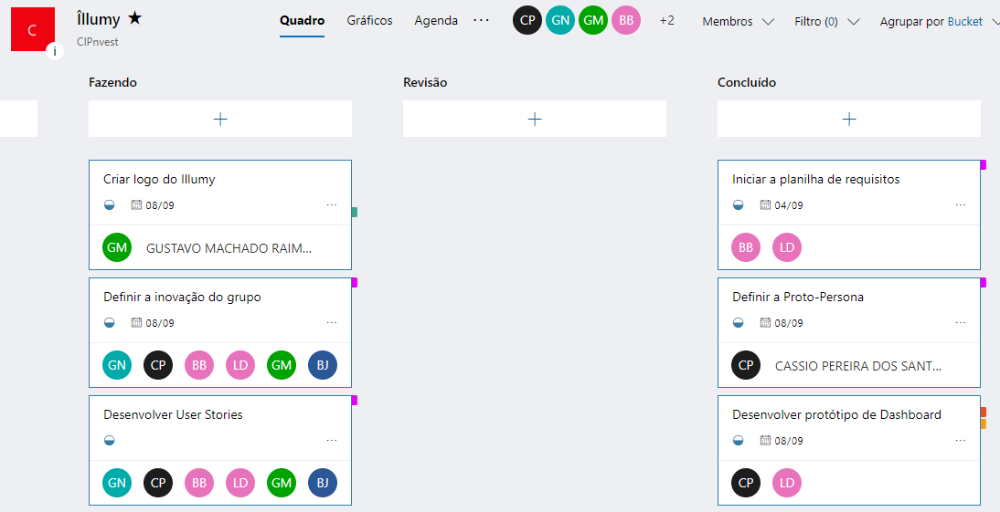 C
i
Îllumy ★
CIPnvest
Quadro Gráficos Agenda ···
CP GN GM BB +2
Membros Filtro (0) Agrupar por Bucket
Fazendo
+
Criar logo do Illumy
08/09 ···
GM GUSTAVO MACHADO RAIM...
Definir a inovação do grupo
08/09 ···
GN CP BB LD GM BJ
Desenvolver User Stories
···
GN CP BB LD GM BJ
Revisão
+
Concluído
+
Iniciar a planilha de requisitos
04/09 ···
BB LD
Definir a Proto-Persona
08/09 ···
CP CASSIO PEREIRA DOS SANT...
Desenvolver protótipo de Dashboard
08/09 ···
CP LD